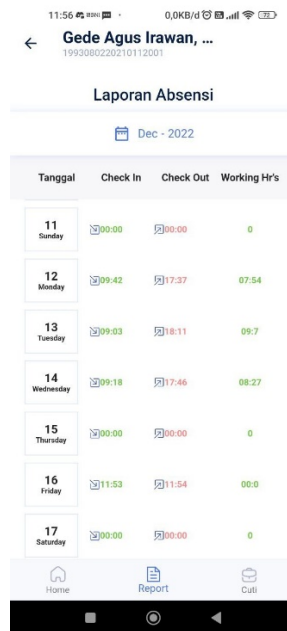 11:56
0,0KB/d
72
Gede Agus Irawan, ...
1993080220210112001
Laporan Absensi
Dec - 2022
Tanggal Check In Check Out Working Hr's
11 Sunday 00:00 00:00 0
12 Monday 09:42 17:37 07:54
13 Tuesday 09:03 18:11 09:7
14 Wednesday 09:18 17:46 08:27
15 Thursday 00:00 00:00 0
16 Friday 11:53 11:54 00:0
17 Saturday 00:00 00:00 0
Home Report Cuti